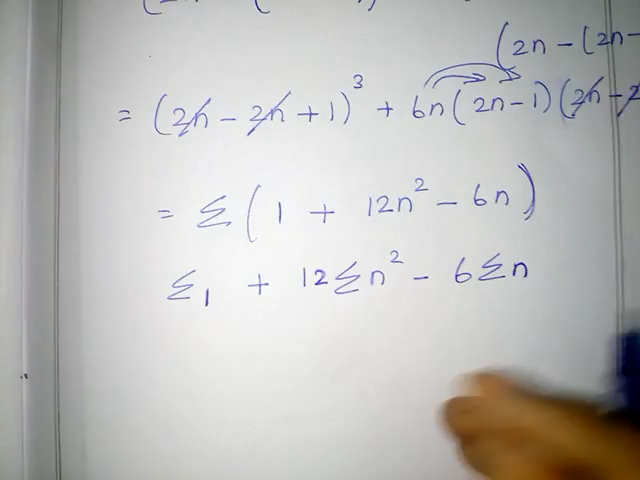 (2n - (2n -
= (2n - 2n + 1)³ + 6n (2n - 1) (2n - 2
= Σ (1 + 12n² - 6n)
Σ1 + 12Σn² - 6Σn